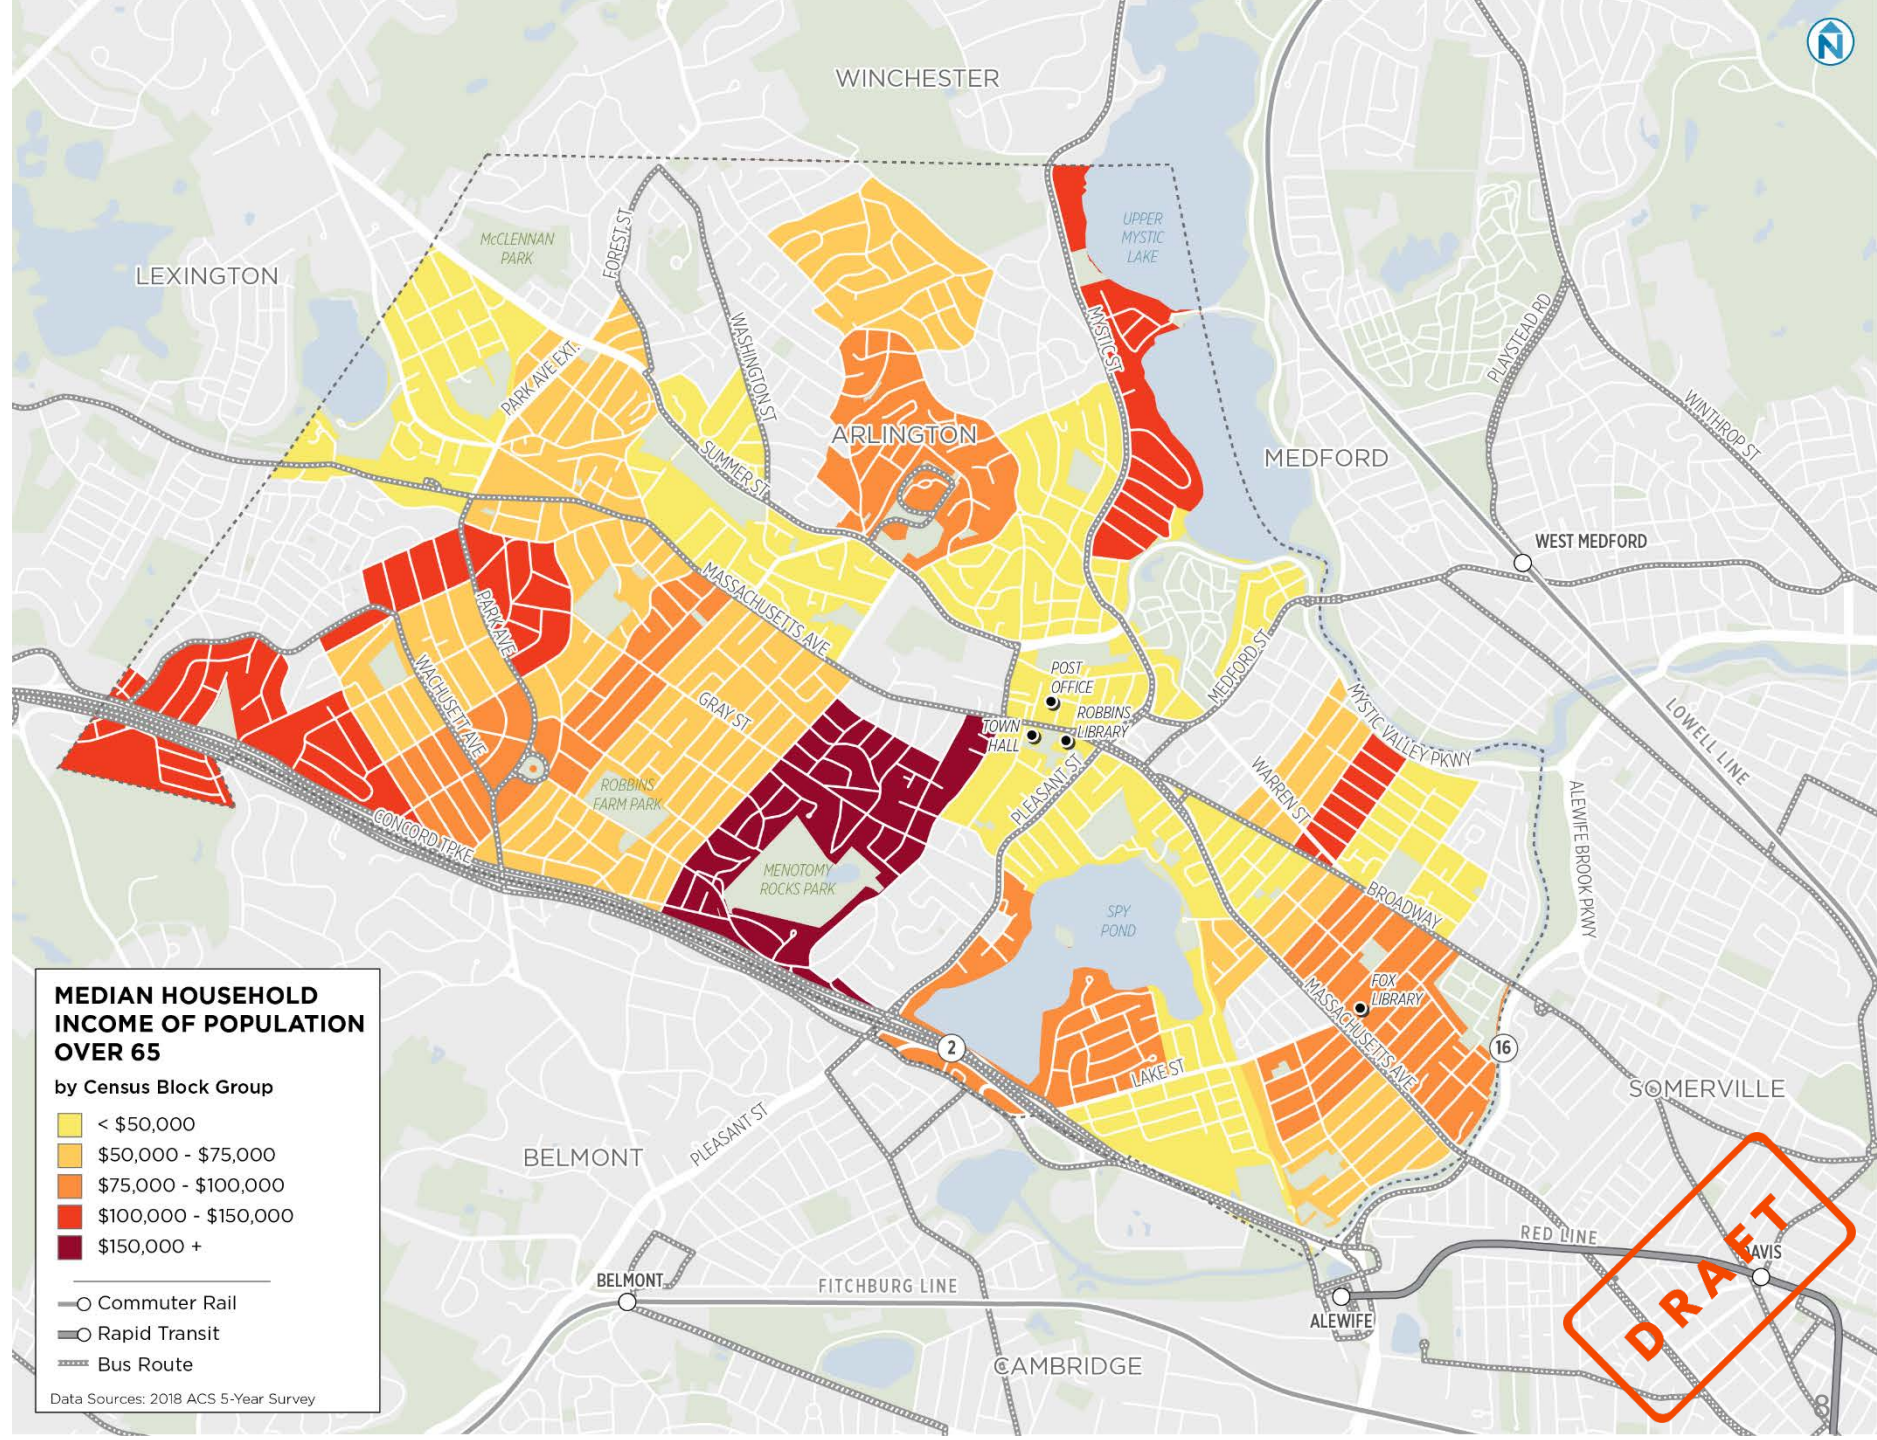 N
WINCHESTER
UPPER
MYSTIC
LAKE
McCLENNAN
PARK
FOREST ST
LEXINGTON
WASHINGTON ST
MYSTIC ST
PLAYSTEAD RD
PARK AVE EXT.
WINTHROP ST
ARLINGTON
MEDFORD
SUMMER ST
WEST MEDFORD
MASSACHUSETTS AVE
PARK AVE
WACHUSETT AVE
MEDFORD ST
POST
OFFICE
GRAY ST
ROBBINS
LIBRARY
TOWN
HALL
MYSTIC VALLEY PKWY
LOWELL LINE
PLEASANT ST
WARREN ST
ROBBINS
FARM PARK
ALEWIFE BROOK PKWY
CONCORD TPKE
MENOTOMY
ROCKS PARK
BROADWAY
SPY
POND
FOX
LIBRARY
MASSACHUSETTS AVE
2
16
LAKE ST
SOMERVILLE
PLEASANT ST
BELMONT
RED LINE
DAVIS
BELMONT
FITCHBURG LINE
ALEWIFE
CAMBRIDGE
MEDIAN HOUSEHOLD
INCOME OF POPULATION
OVER 65
by Census Block Group
< $50,000
$50,000 - $75,000
$75,000 - $100,000
$100,000 - $150,000
$150,000 +
Commuter Rail
Rapid Transit
Bus Route
Data Sources: 2018 ACS 5-Year Survey
DRAFT
8